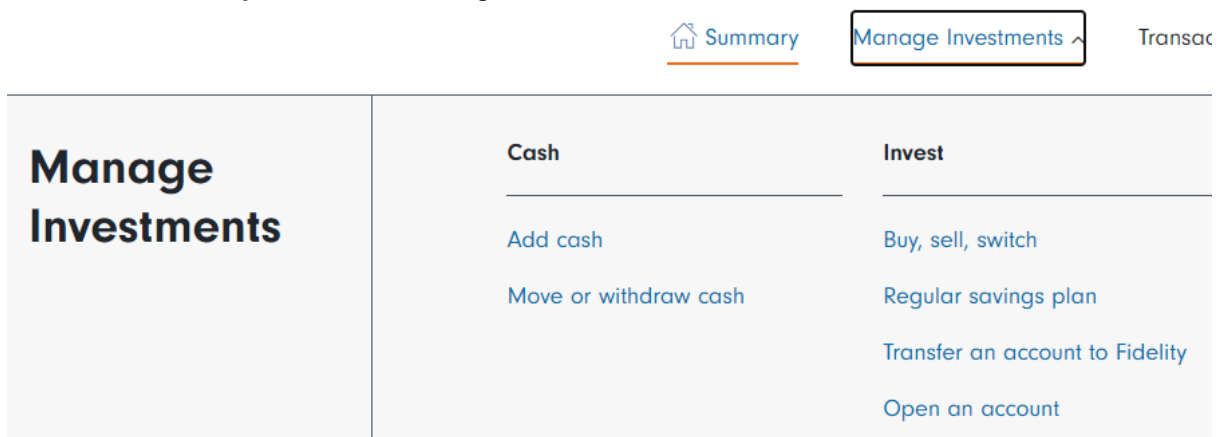 Summary
Manage Investments
Transac
Manage
Investments
Cash
Add cash
Move or withdraw cash
Invest
Buy, sell, switch
Regular savings plan
Transfer an account to Fidelity
Open an account